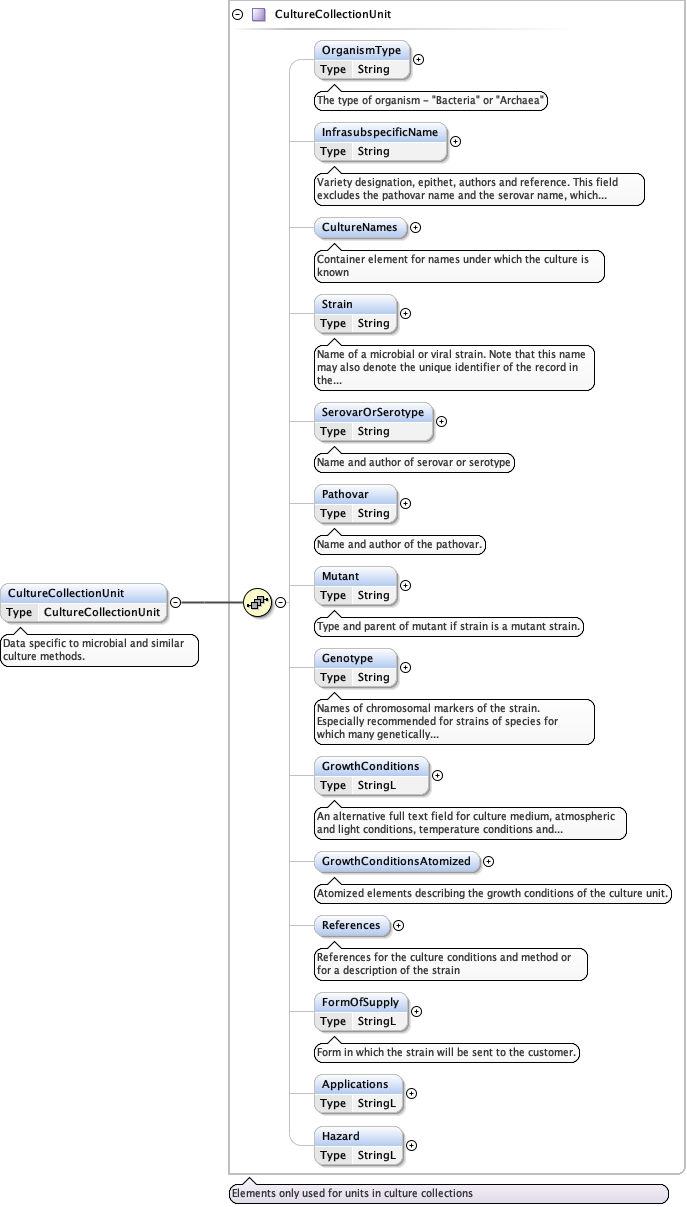 CultureCollectionUnit
OrganismType
Type String
The type of organism - "Bacteria" or "Archaea"
InfrasubspecificName
Type String
Variety designation, epithet, authors and reference. This field
excludes the pathovar name and the serovar name, which...
CultureNames
Container element for names under which the culture is
known
Strain
Type String
Name of a microbial or viral strain. Note that this name
may also denote the unique identifier of the record in
the...
SerovarOrSerotype
Type String
Name and author of serovar or serotype
Pathovar
Type String
Name and author of the pathovar.
CultureCollectionUnit
Type CultureCollectionUnit
Data specific to microbial and similar
culture methods.
Mutant
Type String
Type and parent of mutant if strain is a mutant strain.
Genotype
Type String
Names of chromosomal markers of the strain.
Especially recommended for strains of species for
which many genetically...
GrowthConditions
Type StringL
An alternative full text field for culture medium, atmospheric
and light conditions, temperature conditions and...
GrowthConditionsAtomized
Atomized elements describing the growth conditions of the culture unit.
References
References for the culture conditions and method or
for a description of the strain
FormOfSupply
Type StringL
Form in which the strain will be sent to the customer.
Applications
Type StringL
Hazard
Type StringL
Elements only used for units in culture collections